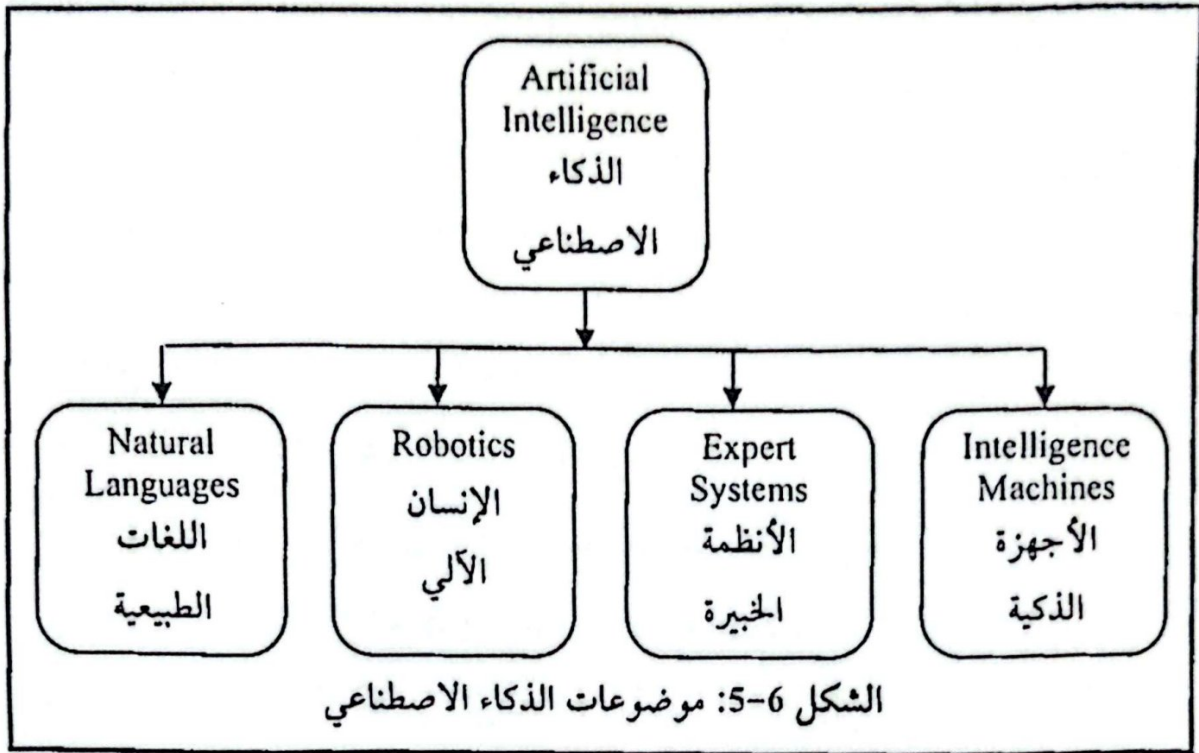 Artificial
Intelligence
الذكاء
الاصطناعي
Natural
Languages
اللغات
الطبيعية
Robotics
الإنسان
الآلي
Expert
Systems
الأنظمة
الخبيرة
Intelligence
Machines
الأجهزة
الذكية
الشكل 6-5: موضوعات الذكاء الاصطناعي